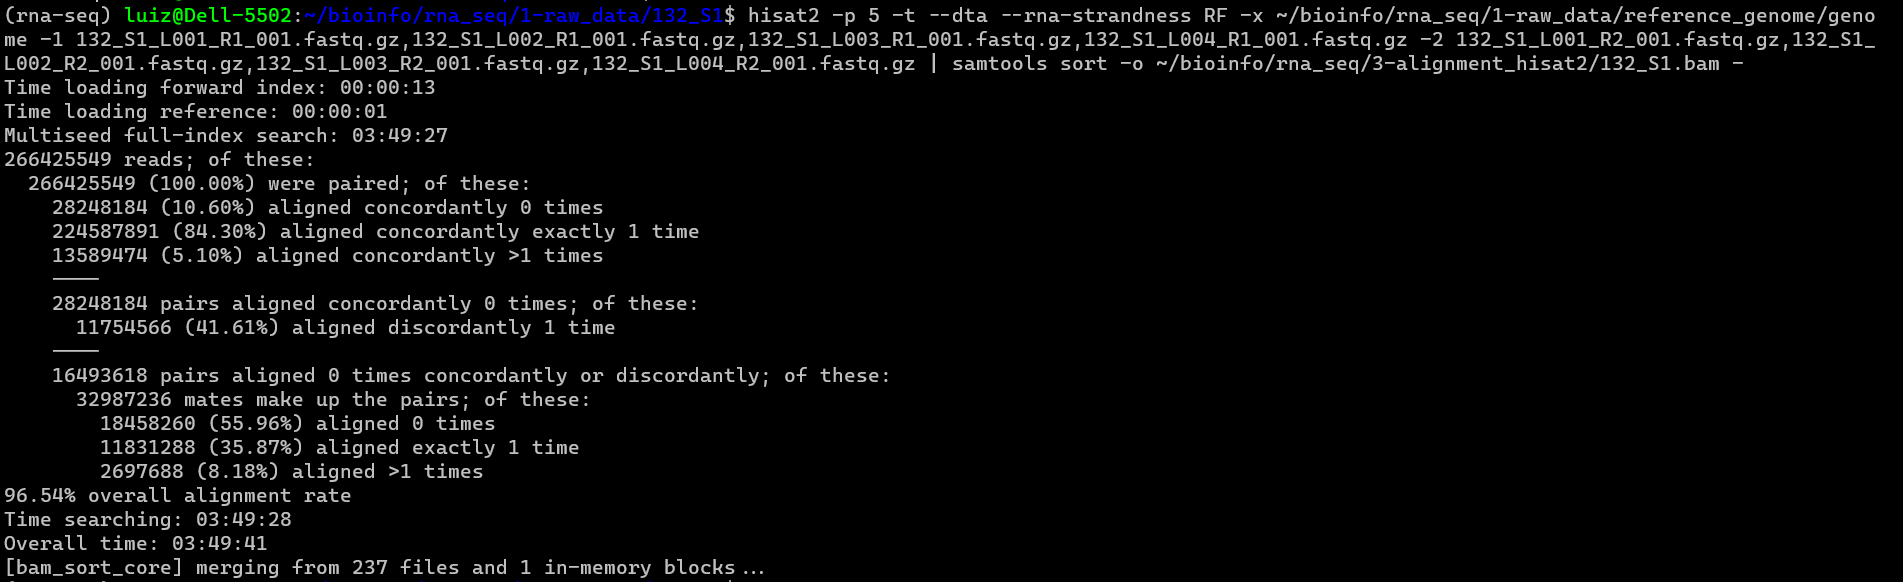 (rna-seq) luiz@Dell-5502:~/bioinfo/rna_seq/1-raw_data/132_S1$ hisat2 -p 5 -t --dta --rna-strandness RF -x ~/bioinfo/rna_seq/1-raw_data/reference_genome/geno
me -1 132_S1_L001_R1_001.fastq.gz,132_S1_L002_R1_001.fastq.gz,132_S1_L003_R1_001.fastq.gz,132_S1_L004_R1_001.fastq.gz -2 132_S1_L001_R2_001.fastq.gz,132_S1_
L002_R2_001.fastq.gz,132_S1_L003_R2_001.fastq.gz,132_S1_L004_R2_001.fastq.gz | samtools sort -o ~/bioinfo/rna_seq/3-alignment_hisat2/132_S1.bam -
Time loading forward index: 00:00:13
Time loading reference: 00:00:01
Multiseed full-index search: 03:49:27
266425549 reads; of these:
  266425549 (100.00%) were paired; of these:
    28248184 (10.60%) aligned concordantly 0 times
    224587891 (84.30%) aligned concordantly exactly 1 time
    13589474 (5.10%) aligned concordantly >1 times
    ----
    28248184 pairs aligned concordantly 0 times; of these:
      11754566 (41.61%) aligned discordantly 1 time
    ----
    16493618 pairs aligned 0 times concordantly or discordantly; of these:
      32987236 mates make up the pairs; of these:
        18458260 (55.96%) aligned 0 times
        11831288 (35.87%) aligned exactly 1 time
        2697688 (8.18%) aligned >1 times
96.54% overall alignment rate
Time searching: 03:49:28
Overall time: 03:49:41
[bam_sort_core] merging from 237 files and 1 in-memory blocks...